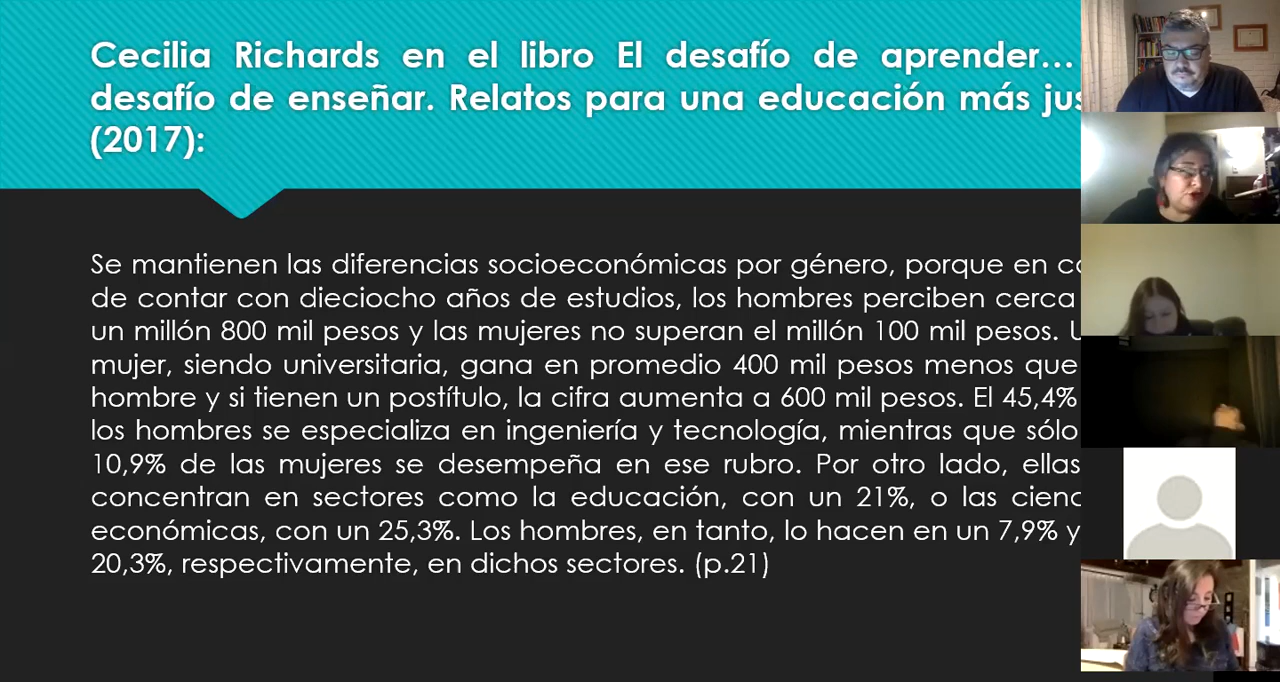 Cecilia Richards en el libro El desafío de aprender…
desafío de enseñar. Relatos para una educación más
(2017):
Se mantienen las diferencias socioeconómicas por género, porque en
de contar con dieciocho años de estudios, los hombres perciben cerca
un millón 800 mil pesos y las mujeres no superan el millón 100 mil pesos.
mujer, siendo universitaria, gana en promedio 400 mil pesos menos que
hombre y si tienen un postítulo, la cifra aumenta a 600 mil pesos. El 45,4%
los hombres se especializa en ingeniería y tecnología, mientras que sólo
10,9% de las mujeres se desempeña en ese rubro. Por otro lado, ellas
concentran en sectores como la educación, con un 21%, o las
económicas, con un 25,3%. Los hombres, en tanto, lo hacen en un 7,9% y
20,3%, respectivamente, en dichos sectores. (p.21)